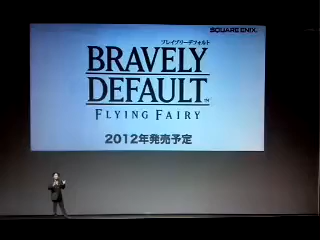 SQUARE ENIX.
ブレイブリーデフォルト
BRAVELY
DEFAULT™
FLYING FAIRY
2012年発売予定